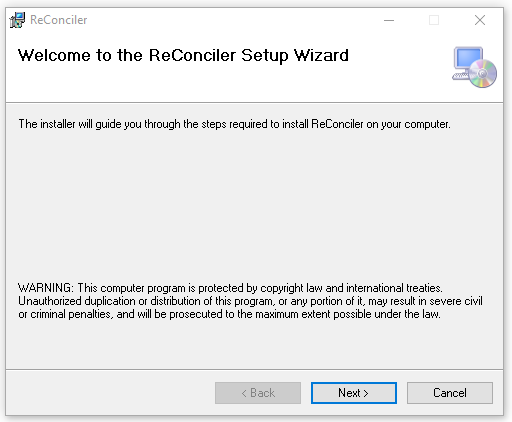 ReConciler
Welcome to the ReConciler Setup Wizard
The installer will guide you through the steps required to install ReConciler on your computer.
WARNING: This computer program is protected by copyright law and international treaties.
Unauthorized duplication or distribution of this program, or any portion of it, may result in severe civil
or criminal penalties, and will be prosecuted to the maximum extent possible under the law.
< Back
Next >
Cancel